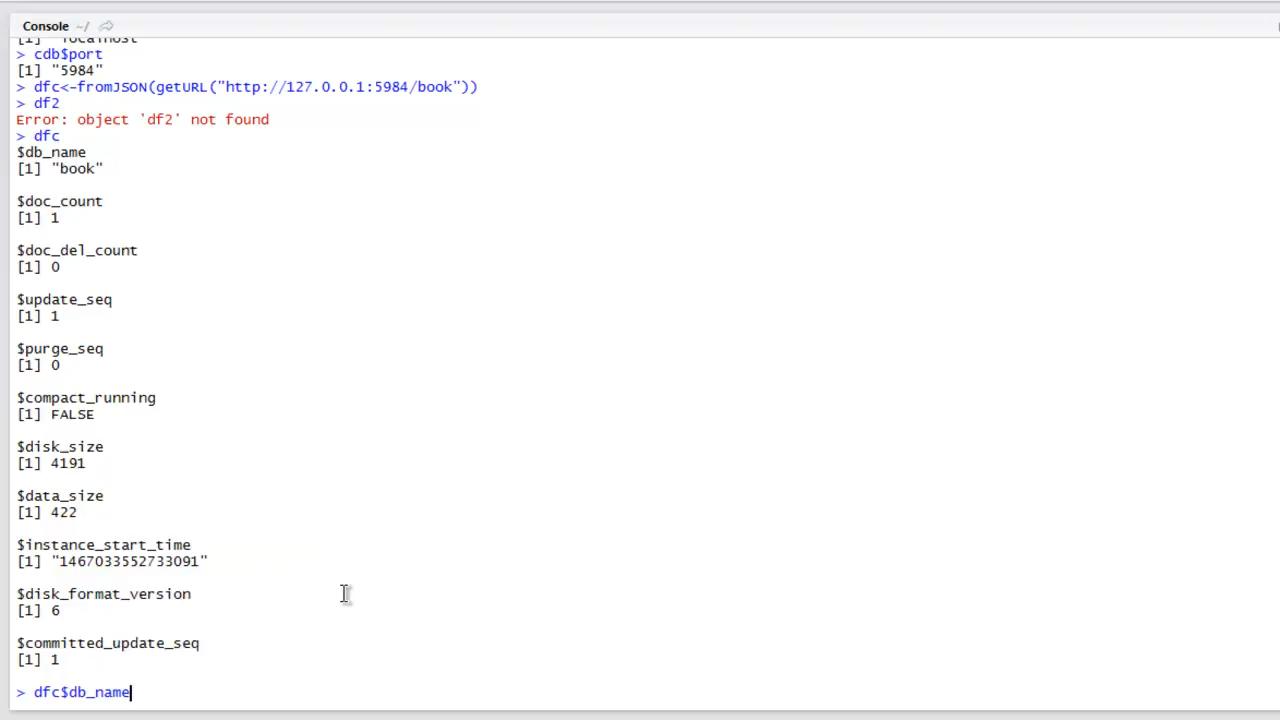 Console ~/
[1] "localhost"
> cdb$port
[1] "5984"
> dfc<-fromJSON(getURL("http://127.0.0.1:5984/book"))
> df2
Error: object 'df2' not found
> dfc
$db_name
[1] "book"
$doc_count
[1] 1
$doc_del_count
[1] 0
$update_seq
[1] 1
$purge_seq
[1] 0
$compact_running
[1] FALSE
$disk_size
[1] 4191
$data_size
[1] 422
$instance_start_time
[1] "1467033552733091"
$disk_format_version
[1] 6
$committed_update_seq
[1] 1
> dfc$db_name